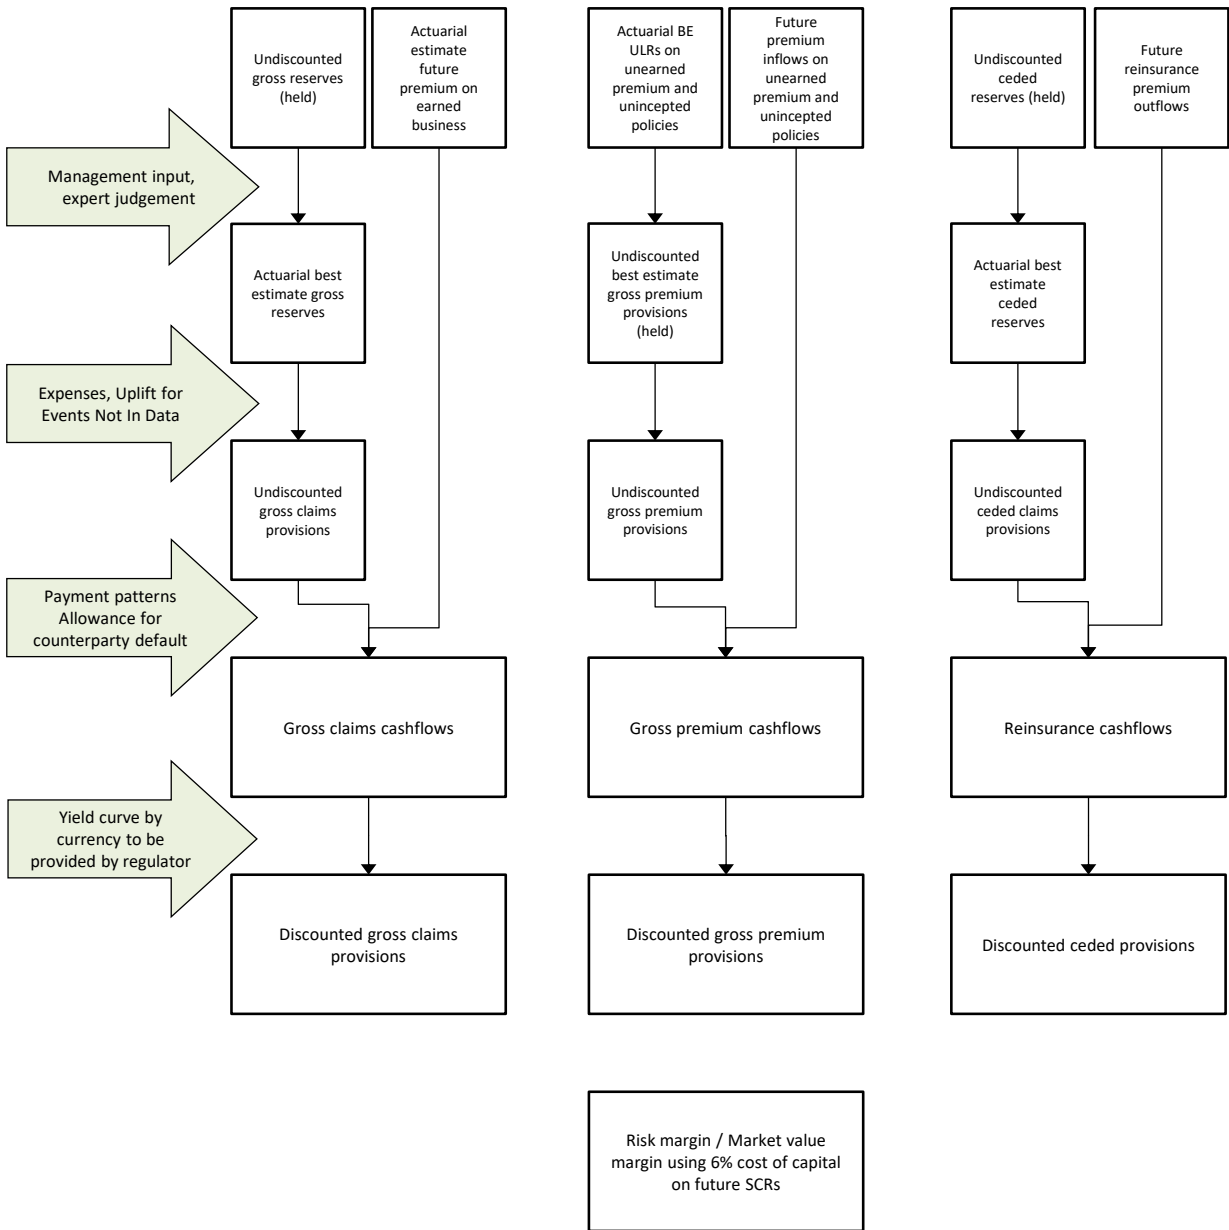 Undiscounted
gross reserves
(held)
Actuarial
estimate
future
premium on
earned
business
Actuarial BE
ULRs on
unearned
premium and
unincepted
policies
Future
premium
inflows on
unearned
premium and
unincepted
policies
Undiscounted
ceded
reserves (held)
Future
reinsurance
premium
outflows
Management input,
expert judgement
Actuarial best
estimate gross
reserves
Undiscounted
best estimate
gross premium
provisions
(held)
Actuarial best
estimate
ceded
reserves
Expenses, Uplift for
Events Not In Data
Undiscounted
gross claims
provisions
Undiscounted
gross premium
provisions
Undiscounted
ceded claims
provisions
Payment patterns
Allowance for
counterparty default
Gross claims cashflows
Gross premium cashflows
Reinsurance cashflows
Yield curve by
currency to be
provided by regulator
Discounted gross claims
provisions
Discounted gross premium
provisions
Discounted ceded provisions
Risk margin / Market value
margin using 6% cost of capital
on future SCRs